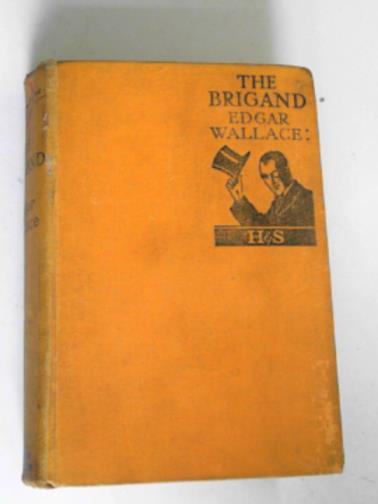 THE
BRIGAND
EDGAR
WALLACE:
H&S